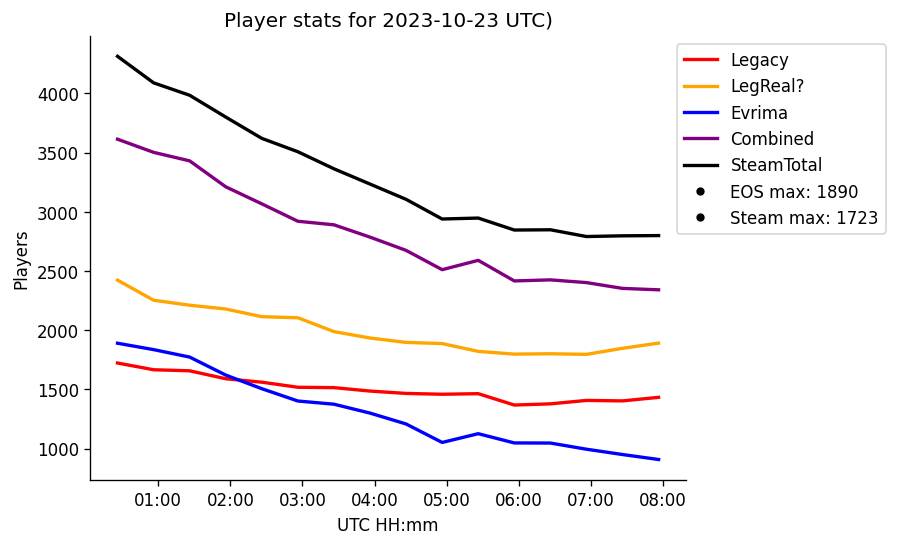 Player stats for 2023-10-23 UTC)
Legacy
LegReal?
Evrima
Combined
SteamTotal
EOS max: 1890
Steam max: 1723
Players
4000
3500
3000
2500
2000
1500
1000
01:00 02:00 03:00 04:00 05:00 06:00 07:00 08:00
UTC HH:mm